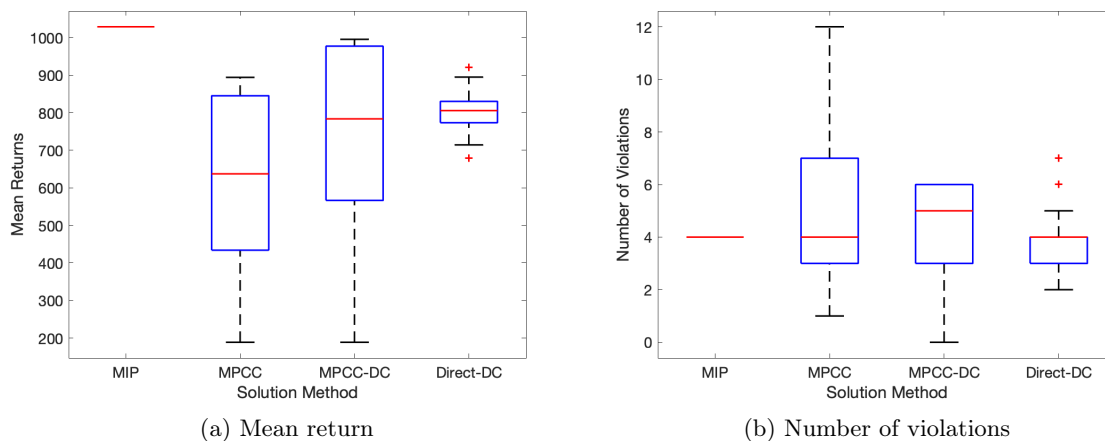 Mean Returns
1000
900
800
700
600
500
400
300
200
MIP MPCC MPCC-DC Direct-DC
Solution Method
(a) Mean return
Number of Violations
12
10
8
6
4
2
0
MIP MPCC MPCC-DC Direct-DC
Solution Method
(b) Number of violations